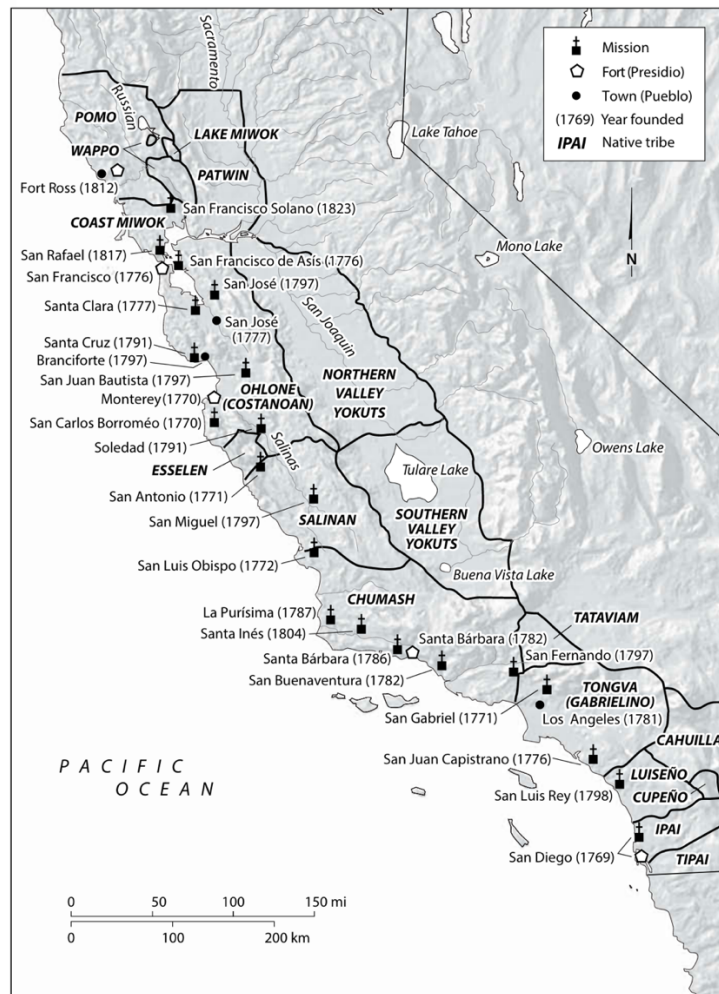 Mission
Fort (Presidio)
Town (Pueblo)
(1769) Year founded
IPAI Native tribe
Sacramento
Russian
POMO
LAKE MIWOK
WAPPO
PATWIN
Lake Tahoe
Fort Ross (1812)
San Francisco Solano (1823)
COAST MIWOK
N
Mono Lake
San Rafael (1817)
San Francisco de Asís (1776)
San Francisco (1776)
San José (1797)
Santa Clara (1777)
San José
(1777)
San Joaquin
Santa Cruz (1791)
Branciforte (1797)
San Juan Bautista (1797)
NORTHERN
VALLEY
YOKUTS
OHLONE
(COSTANOAN)
Monterey (1770)
San Carlos Borroméo (1770)
Soledad (1791)
Salinas
Owens Lake
ESSELEN
Tulare Lake
San Antonio (1771)
San Miguel (1797)
SALINAN
SOUTHERN
VALLEY
YOKUTS
San Luis Obispo (1772)
Buena Vista Lake
CHUMASH
La Purísima (1787)
TATAVIAM
Santa Inés (1804)
Santa Bárbara (1782)
Santa Bárbara (1786)
San Fernando (1797)
San Buenaventura (1782)
TONGVA
(GABRIELINO)
San Gabriel (1771)
Los Angeles (1781)
CAHUILLA
San Juan Capistrano (1776)
LUISEÑO
PACIFIC
OCEAN
CUPEÑO
San Luis Rey (1798)
IPAI
San Diego (1769)
TIPAI
0 50 100 150 mi
0 100 200 km